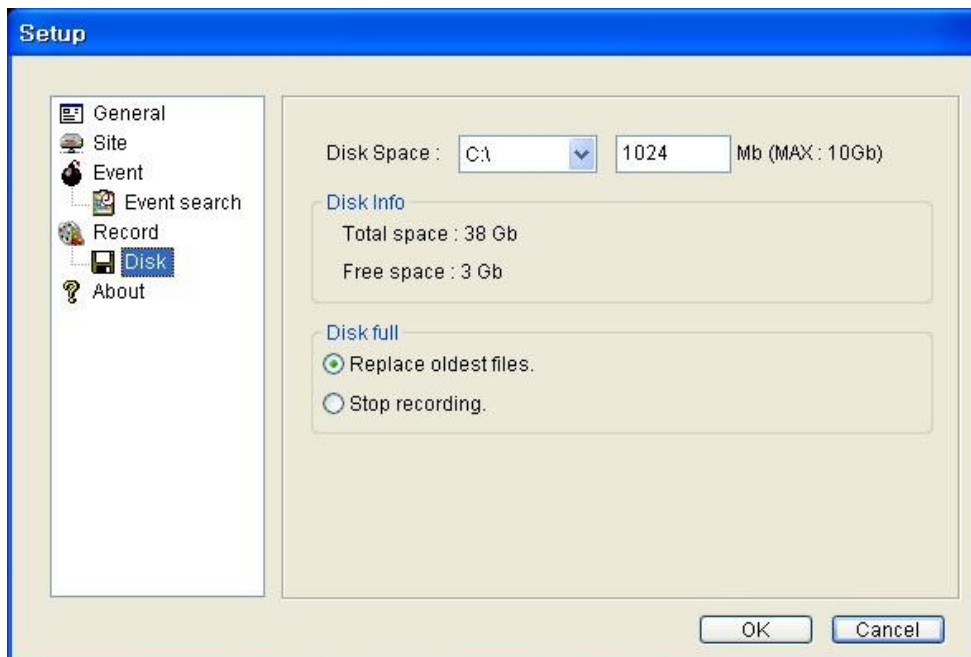 Setup
General
Site
Event
Event search
Record
Disk
About
Disk Space : C:\ 1024 Mb (MAX : 10Gb)
Disk Info
Total space : 38 Gb
Free space : 3 Gb
Disk full
Replace oldest files.
Stop recording.
OK Cancel